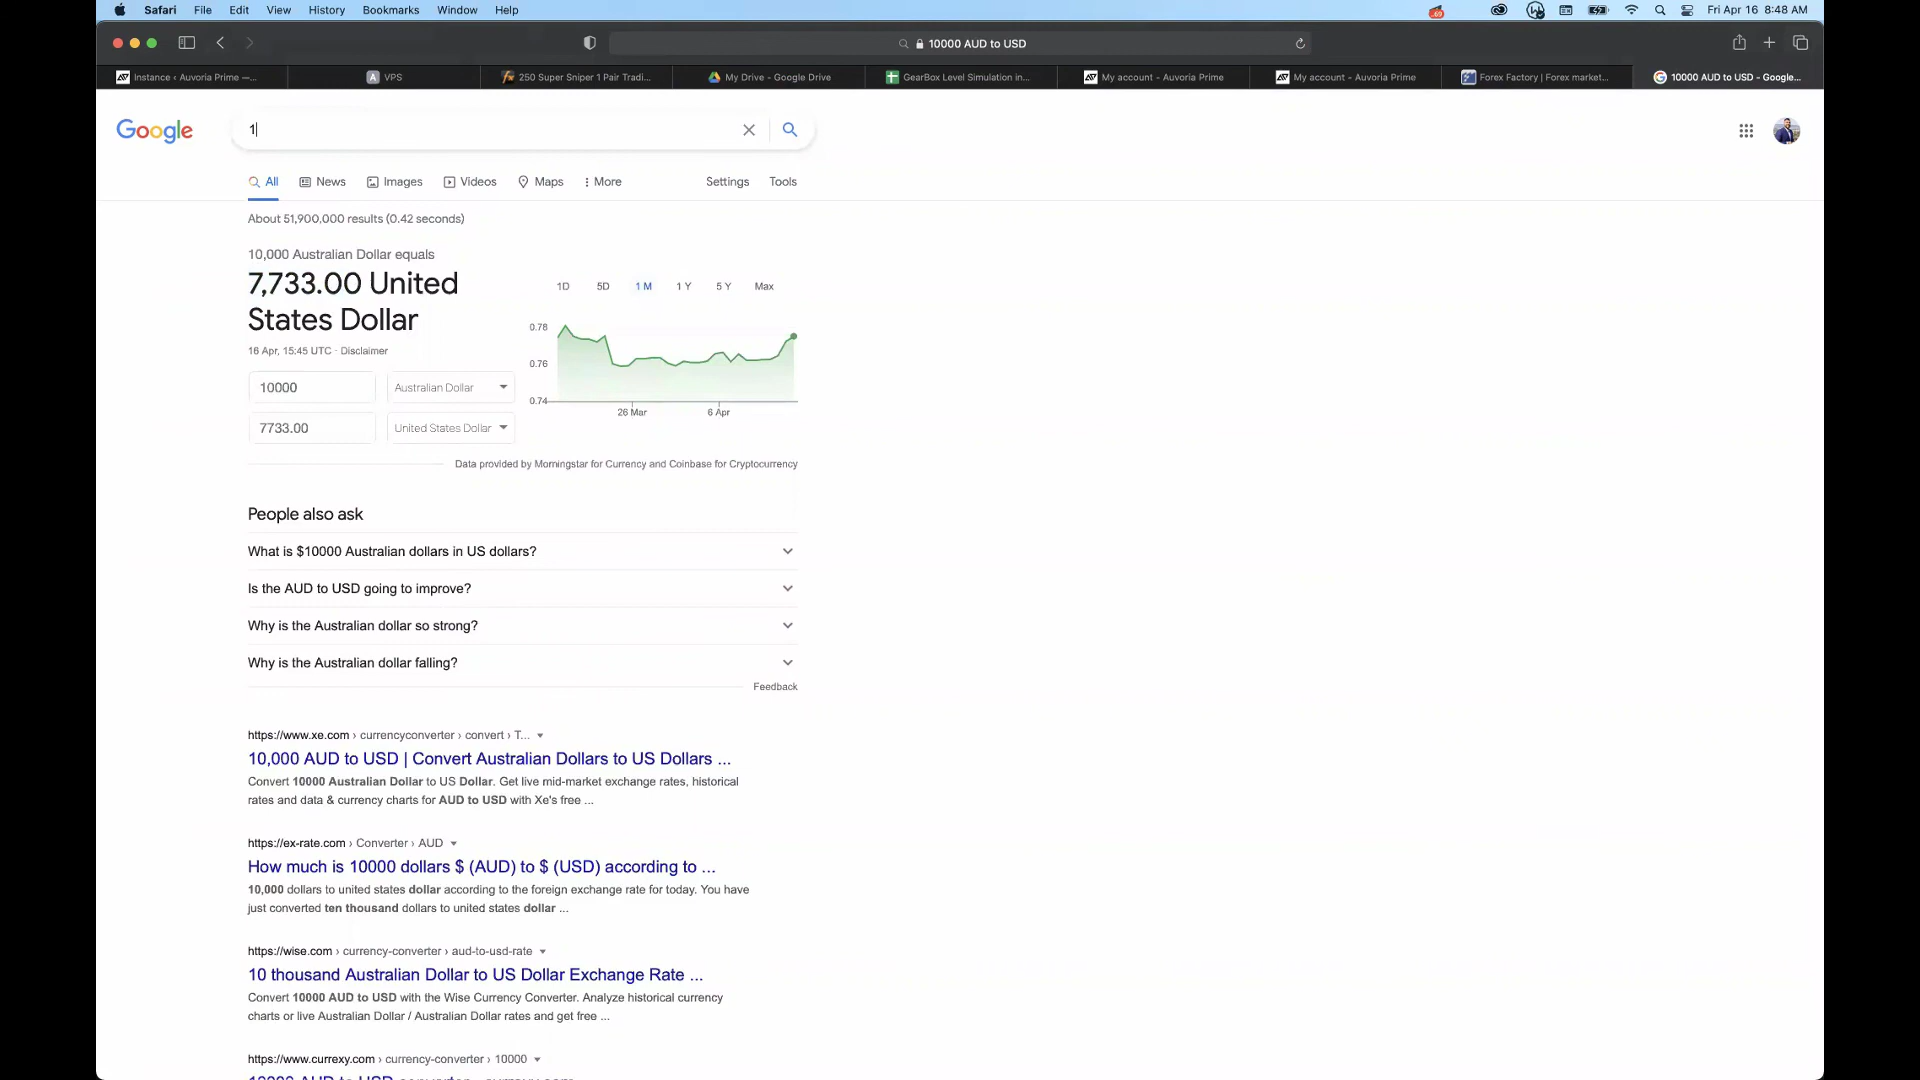 Safari File Edit View History Bookmarks Window Help
Fri Apr 16 8:48 AM
10000 AUD to USD
Instance ‹ Auvoria Prime —...
VPS
250 Super Sniper 1 Pair Tradi...
My Drive - Google Drive
GearBox Level Simulation in...
My account - Auvoria Prime
My account - Auvoria Prime
Forex Factory | Forex market...
10000 AUD to USD - Google...
Google
1
All News Images Videos Maps More Settings Tools
About 51,900,000 results (0.42 seconds)
10,000 Australian Dollar equals
7,733.00 United
States Dollar
16 Apr, 15:45 UTC · Disclaimer
10000 Australian Dollar
7733.00 United States Dollar
1D 5D 1M 1Y 5Y Max
0.78
0.76
0.74
26 Mar 6 Apr
Data provided by Morningstar for Currency and Coinbase for Cryptocurrency
People also ask
What is $10000 Australian dollars in US dollars?
Is the AUD to USD going to improve?
Why is the Australian dollar so strong?
Why is the Australian dollar falling?
Feedback
https://www.xe.com › currencyconverter › convert › T...
10,000 AUD to USD | Convert Australian Dollars to US Dollars ...
Convert 10000 Australian Dollar to US Dollar. Get live mid-market exchange rates, historical
rates and data & currency charts for AUD to USD with Xe's free ...
https://ex-rate.com › Converter › AUD
How much is 10000 dollars $ (AUD) to $ (USD) according to ...
10,000 dollars to united states dollar according to the foreign exchange rate for today. You have
just converted ten thousand dollars to united states dollar ...
https://wise.com › currency-converter › aud-to-usd-rate
10 thousand Australian Dollar to US Dollar Exchange Rate ...
Convert 10000 AUD to USD with the Wise Currency Converter. Analyze historical currency
charts or live Australian Dollar / Australian Dollar rates and get free ...
https://www.currexy.com › currency-converter › 10000
10000 AUD to USD